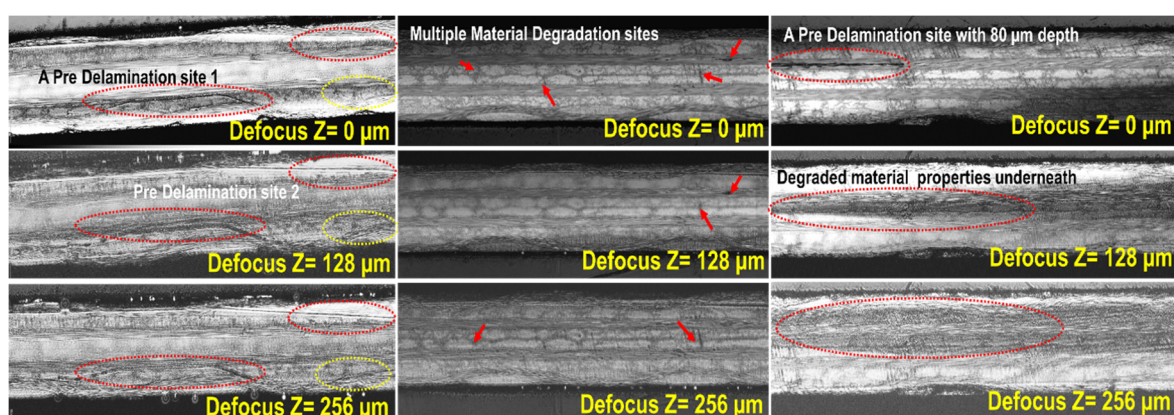 A Pre Delamination site 1
Defocus Z= 0 µm
Multiple Material Degradation sites
Defocus Z= 0 µm
A Pre Delamination site with 80 µm depth
Defocus Z= 0 µm
Pre Delamination site 2
Defocus Z= 128 µm
Defocus Z= 128 µm
Degraded material properties underneath
Defocus Z= 128 µm
Defocus Z= 256 µm
Defocus Z= 256 µm
Defocus Z= 256 µm